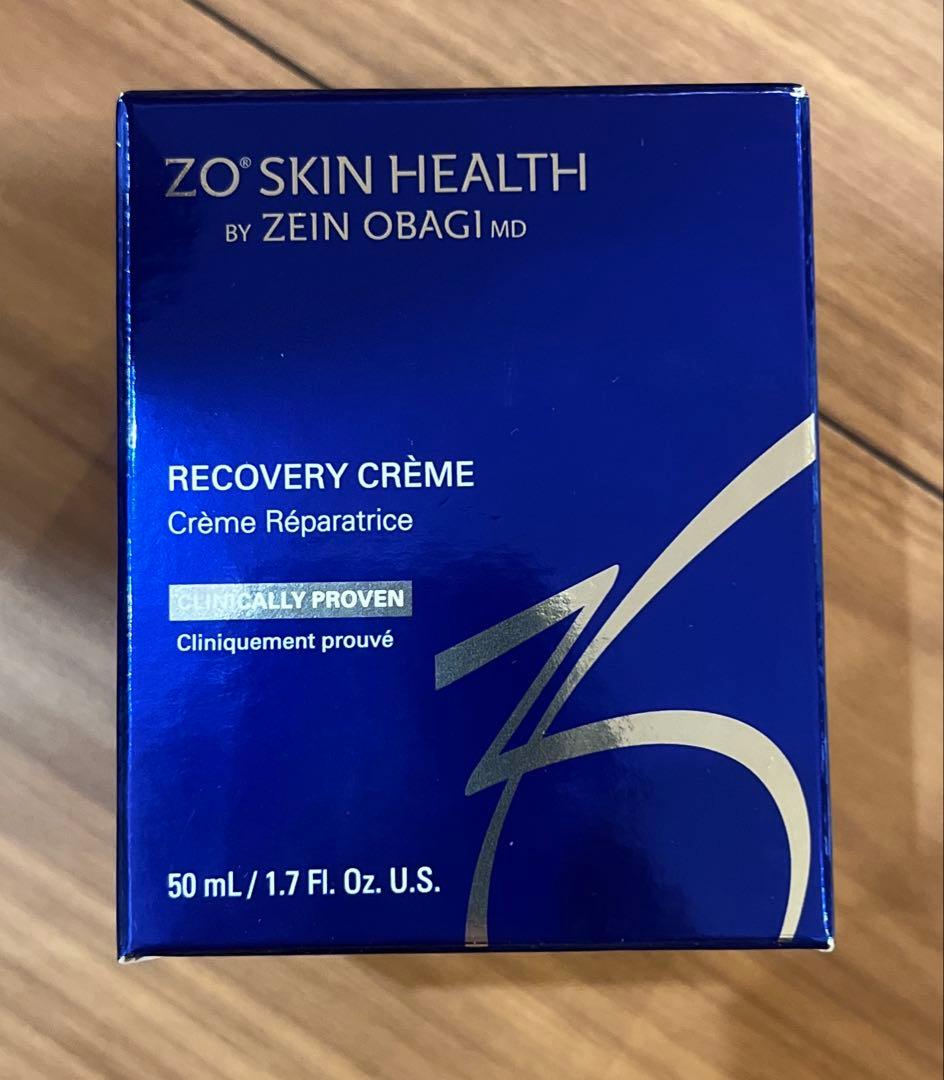 ZO® SKIN HEALTH
BY ZEIN OBAGI MD
RECOVERY CRÈME
Crème Réparatrice
CLINICALLY PROVEN
Cliniquement prouvé
50 mL / 1.7 Fl. Oz. U.S.